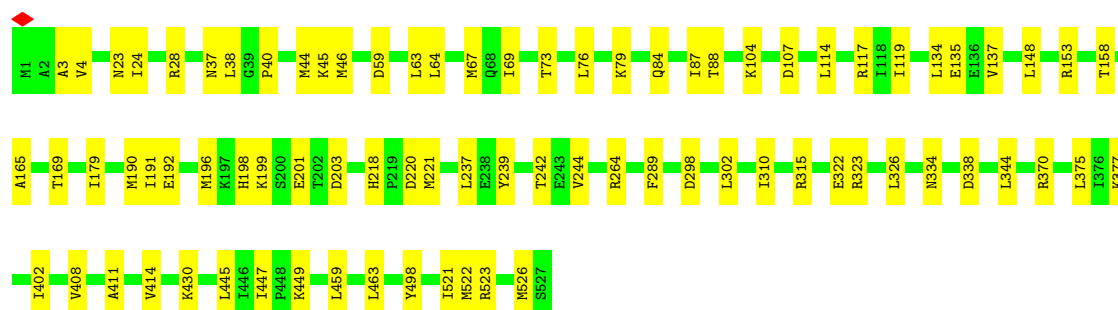 M1 A2 A3 V4 N23 I24 R28 N37 L38 G39 P40 M44 K45 M46 D59 L63 L64 M67 Q68 I69 T73 L76 K79 Q84 I87 T88 K104 D107 L114 R117 I118 I119 L134 E135 E136 V137 L148 R153 T158
A165 T169 I179 M190 I191 E192 M196 K197 H198 K199 S200 E201 T202 D203 H218 P219 D220 M221 L237 E238 Y239 T242 E243 V244 R264 F289 D298 L302 I310 R315 E322 R323 L326 N334 D338 L344 R370 L375 I376 K377
I402 V408 A411 V414 K430 L445 I446 I447 P448 K449 L459 L463 Y498 I521 M522 R523 M526 S527